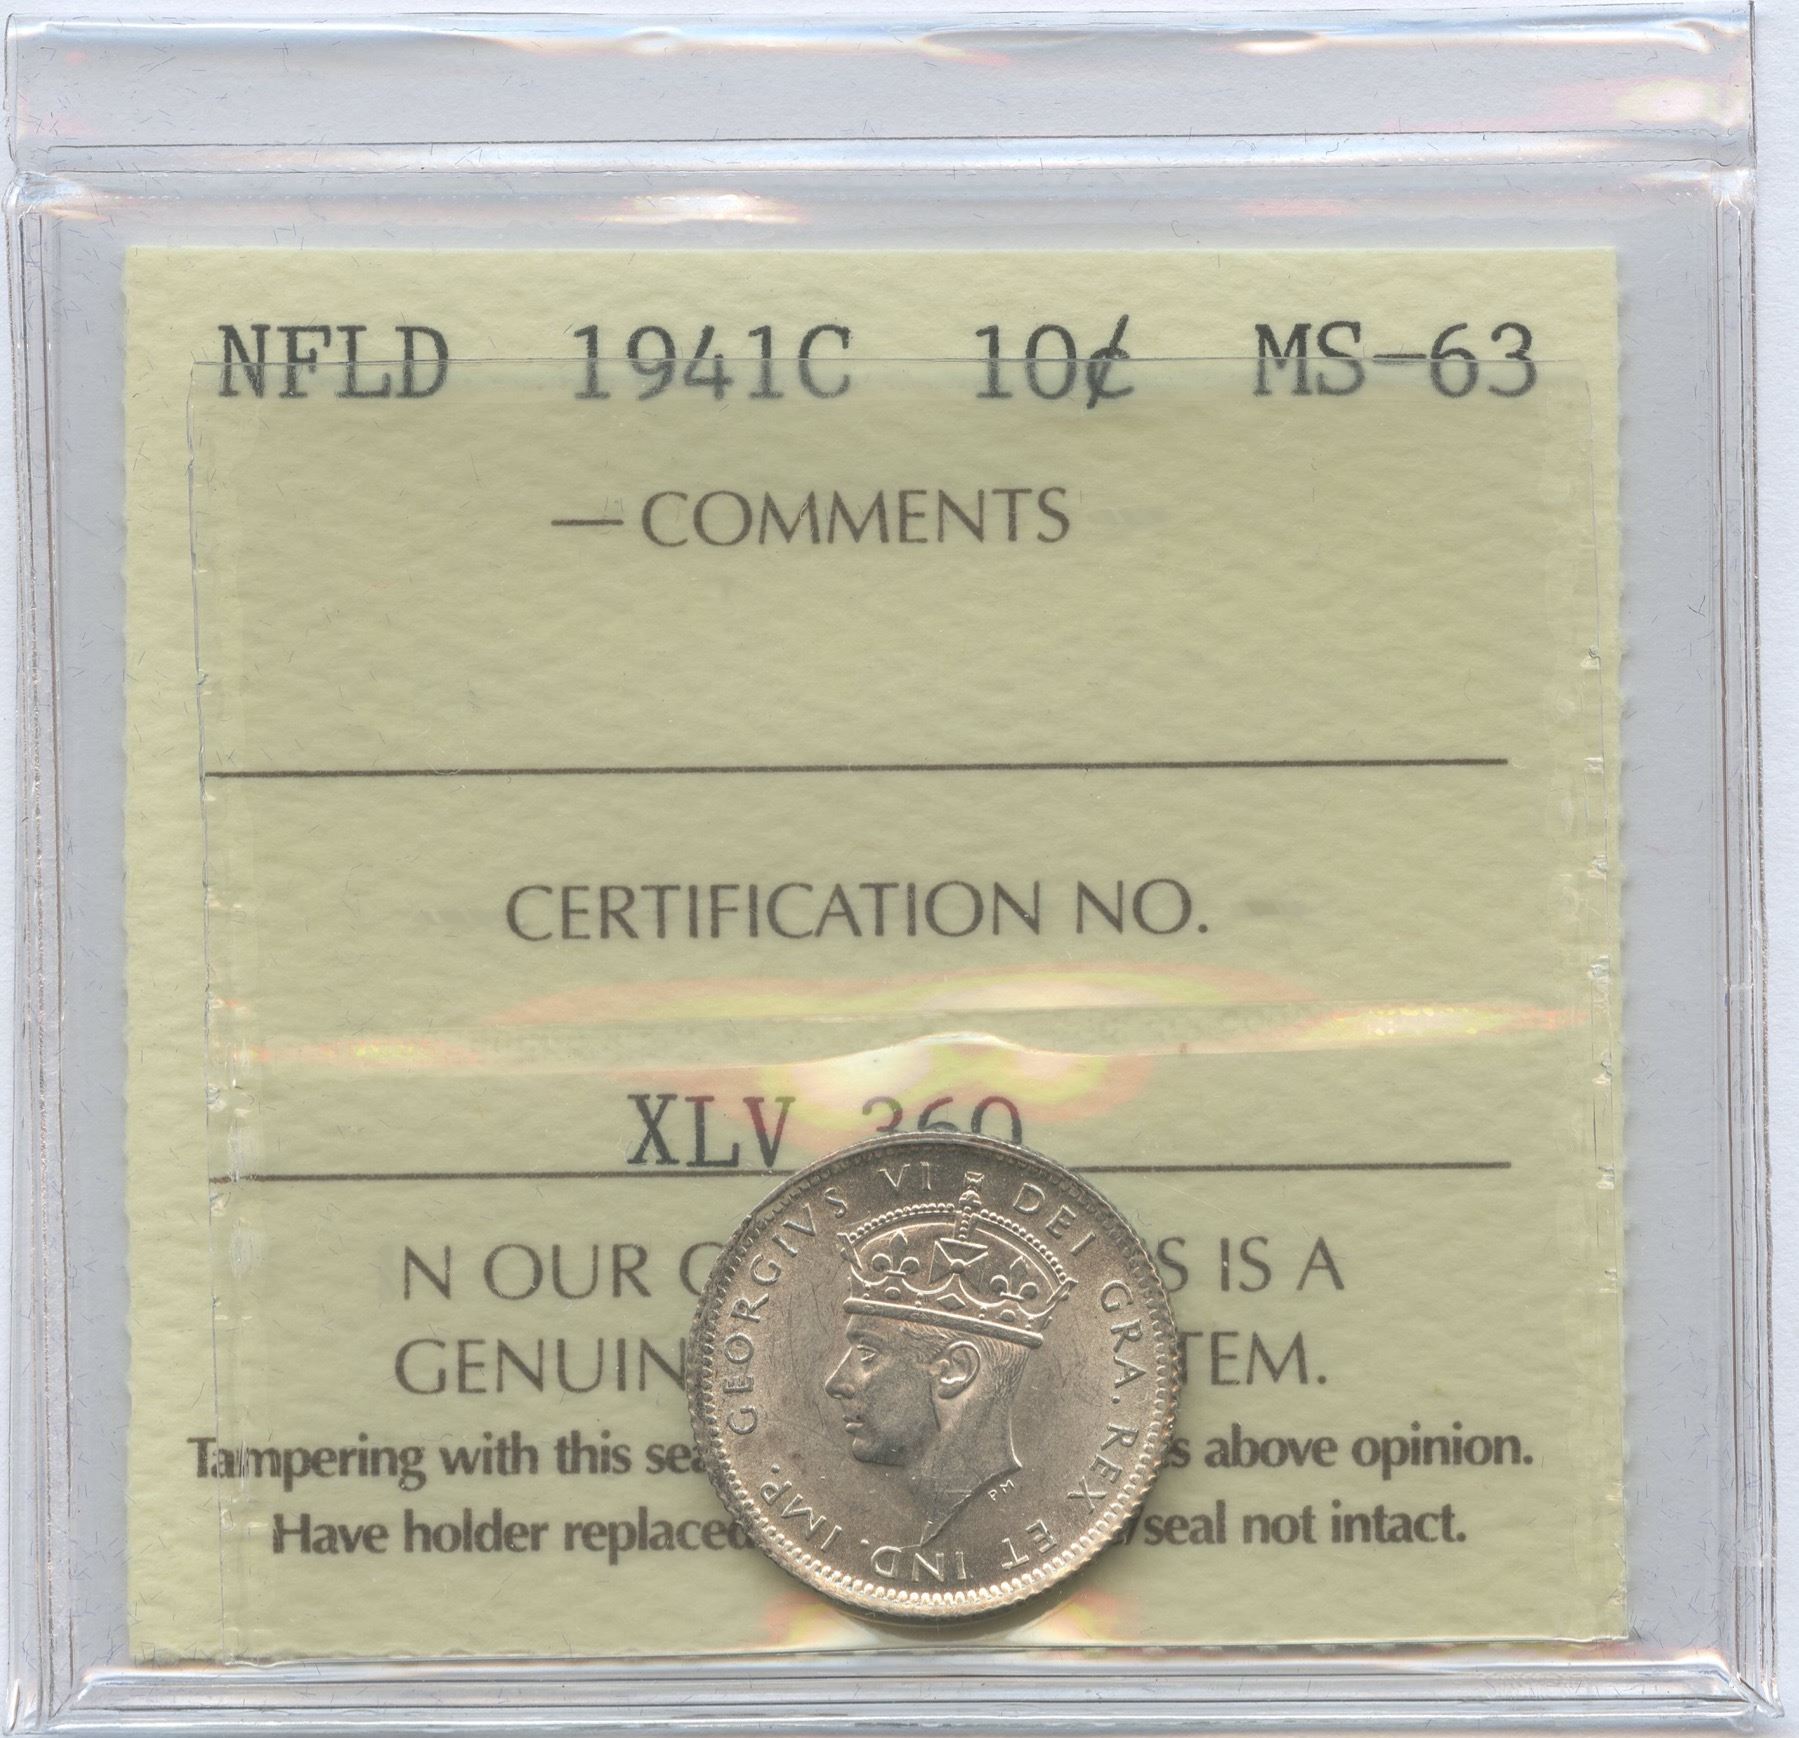 NFLD 1941C 10¢ MS-63
—COMMENTS
CERTIFICATION NO.
XLV 360
N OUR IS A
GENUIN TEM.
Tampering with this sea s above opinion.
Have holder replaced seal not intact.
GEORGIVS VI DEI GRA. REX ET IND. IMP.
PM